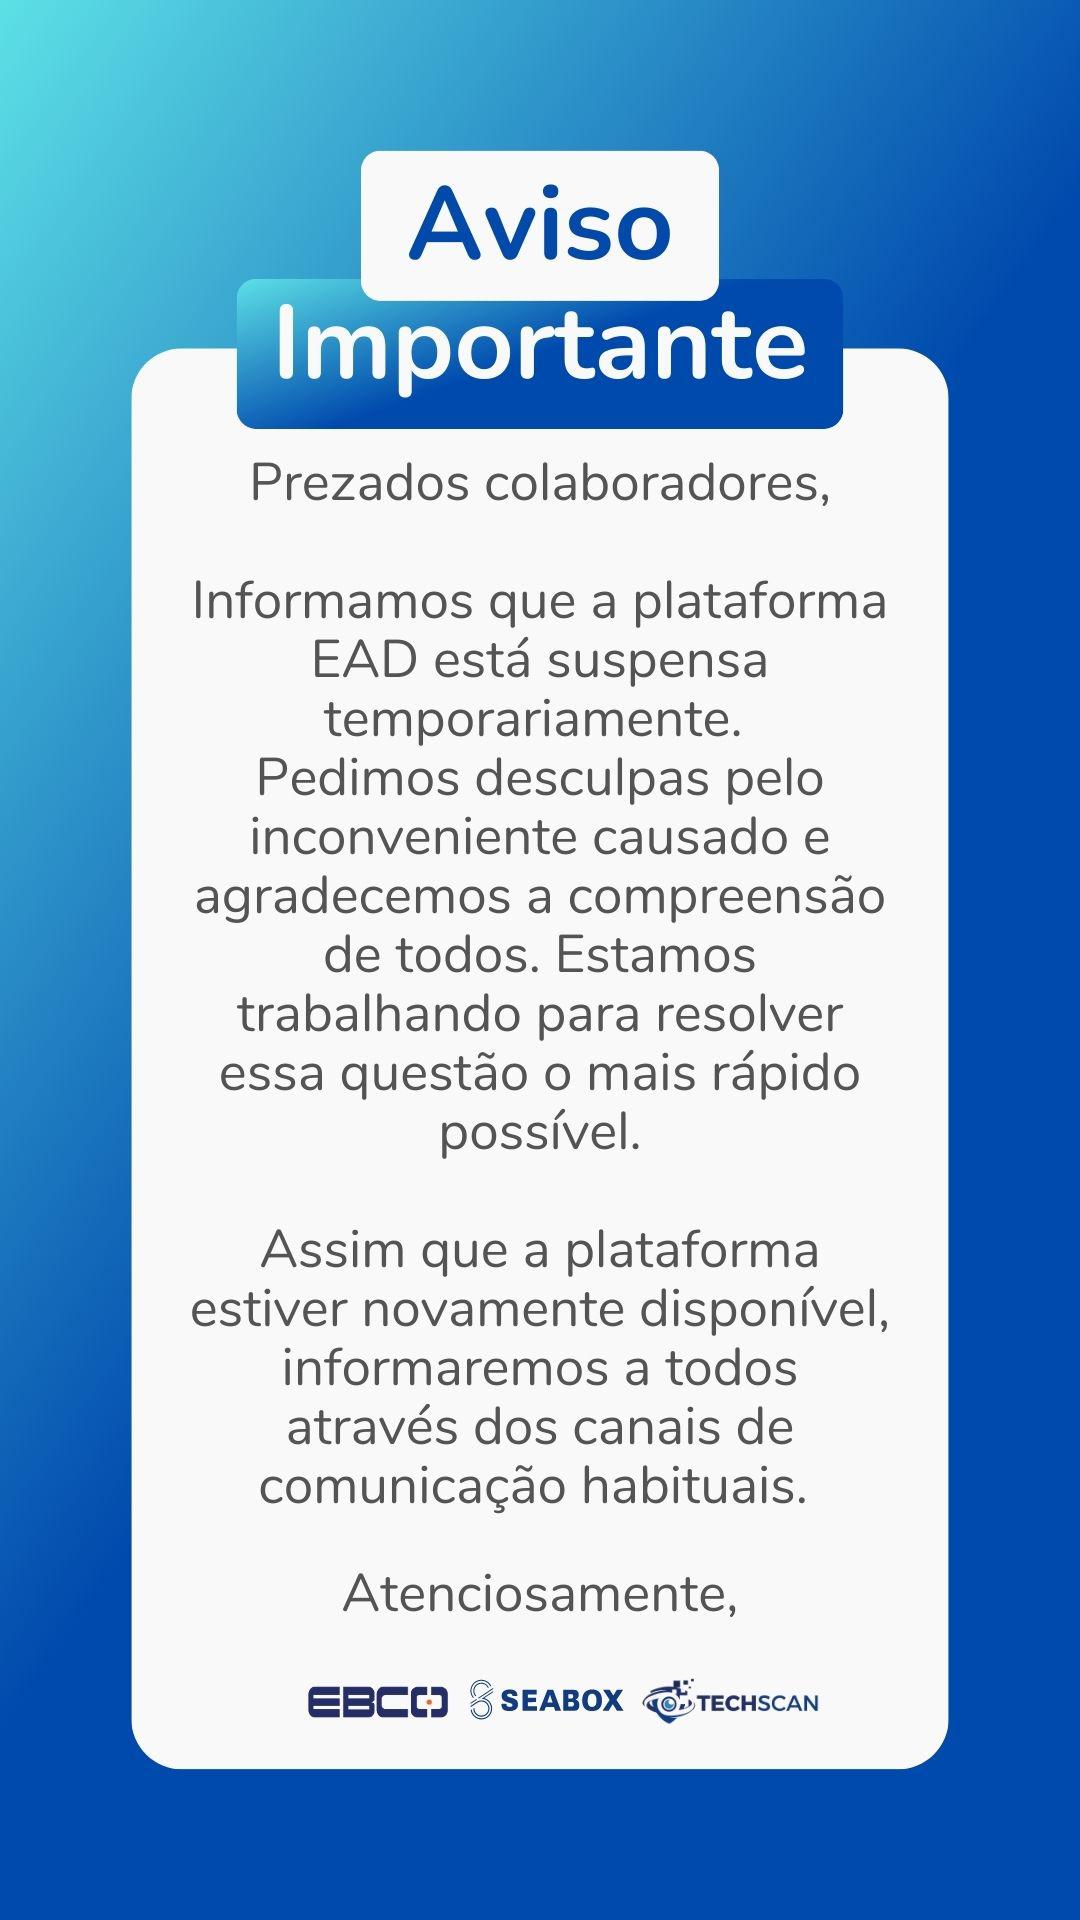 Aviso
Importante
Prezados colaboradores,
Informamos que a plataforma
EAD está suspensa
temporariamente.
Pedimos desculpas pelo
inconveniente causado e
agradecemos a compreensão
de todos. Estamos
trabalhando para resolver
essa questão o mais rápido
possível.
Assim que a plataforma
estiver novamente disponível,
informaremos a todos
através dos canais de
comunicação habituais.
Atenciosamente,
EBCO SEABOX TECHSCAN